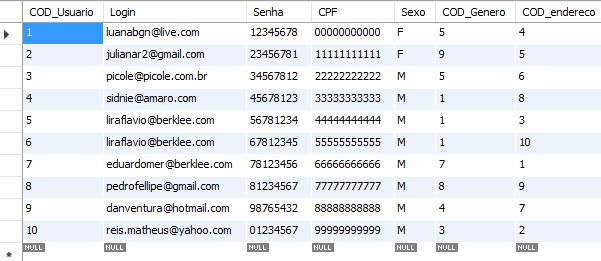 COD_Usuario Login Senha CPF Sexo COD_Genero COD_endereco
1 luanabgn@live.com 12345678 00000000000 F 5 4
2 julianar2@gmail.com 23456781 11111111111 F 9 5
3 picole@picole.com.br 34567812 22222222222 M 5 6
4 sidnie@amaro.com 45678123 33333333333 M 1 8
5 liraflavio@berklee.com 56781234 44444444444 M 1 3
6 liraflavio@berklee.com 67812345 55555555555 M 1 10
7 eduardomer@berklee.com 78123456 66666666666 M 7 1
8 pedrofellipe@gmail.com 81234567 77777777777 M 8 9
9 danventura@hotmail.com 98765432 88888888888 M 4 7
10 reis.matheus@yahoo.com 01234567 99999999999 M 3 2
NULL NULL NULL NULL NULL NULL NULL